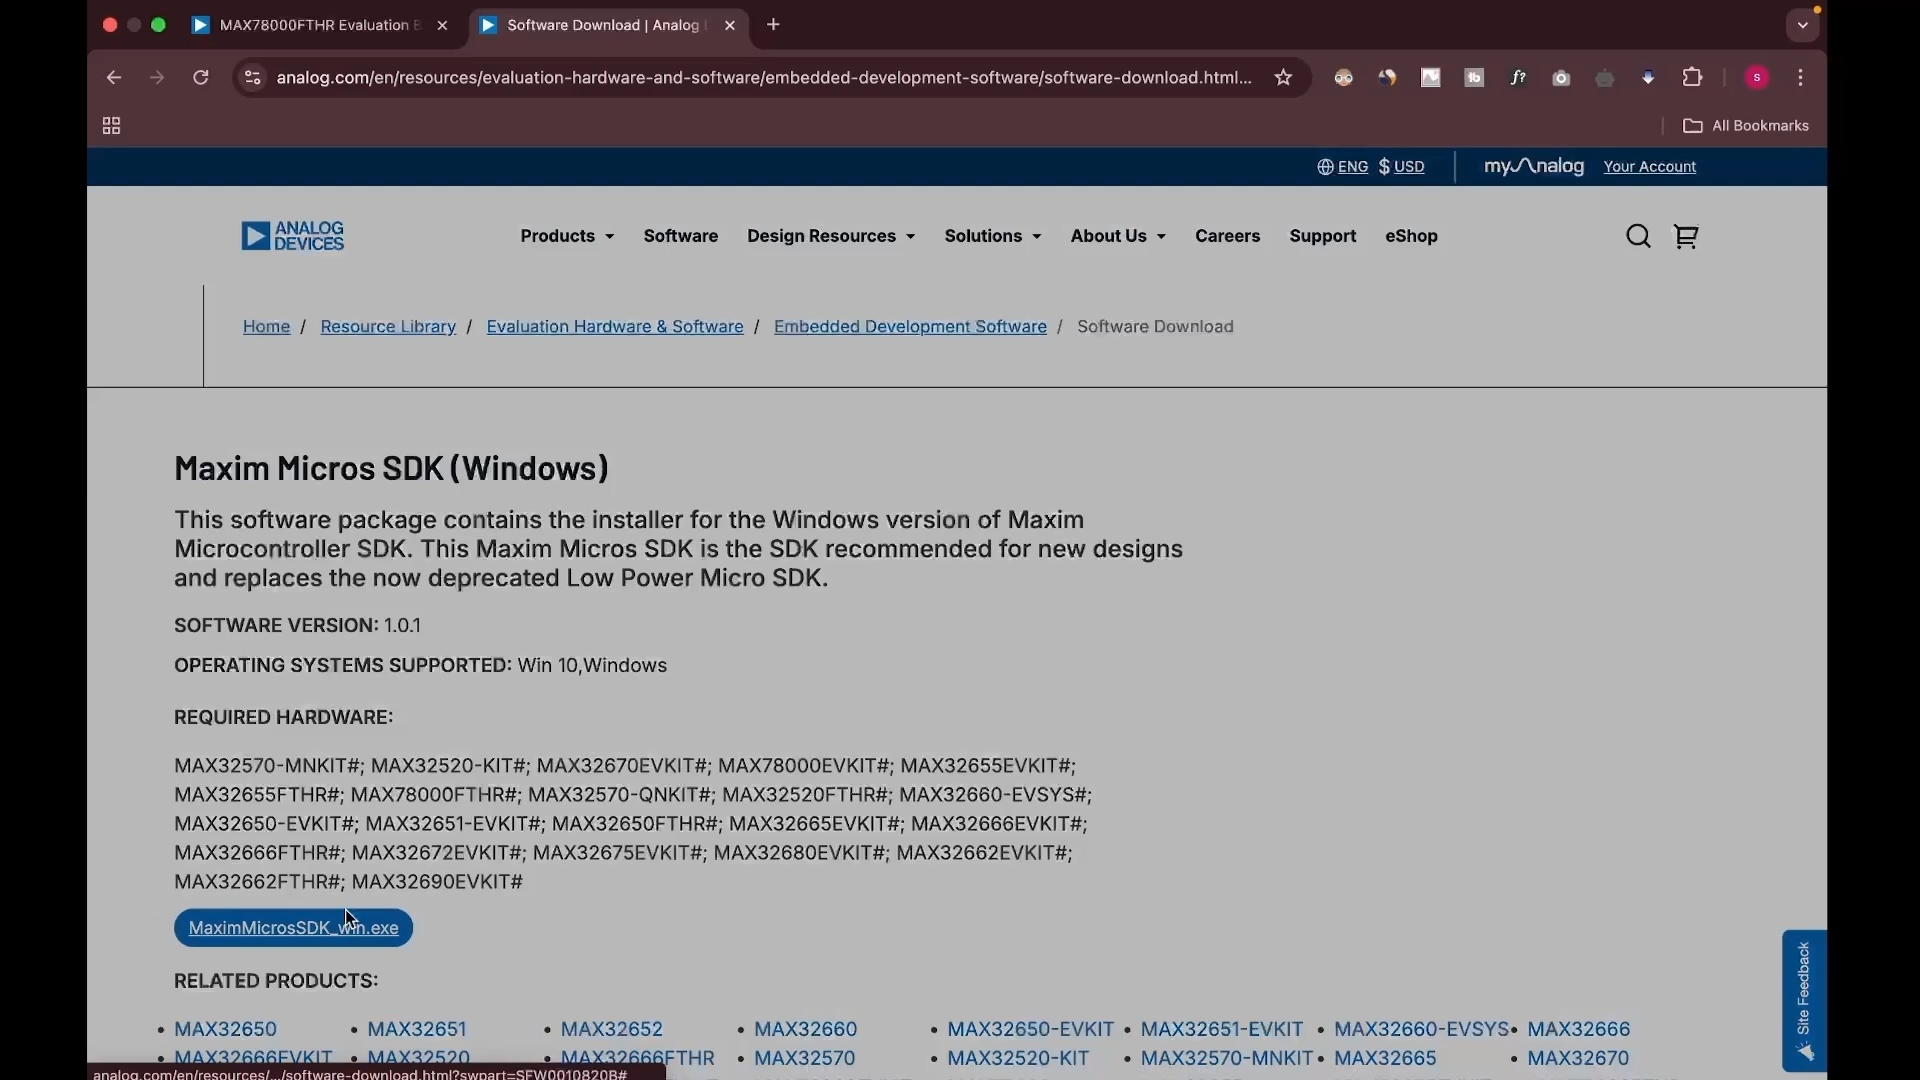 MAX78000FTHR Evaluation B
Software Download | Analog
analog.com/en/resources/evaluation-hardware-and-software/embedded-development-software/software-download.html...
All Bookmarks
ENG $ USD
myAnalog
Your Account
ANALOG
DEVICES
Products
Software
Design Resources
Solutions
About Us
Careers
Support
eShop
Home / Resource Library / Evaluation Hardware & Software / Embedded Development Software / Software Download
Maxim Micros SDK (Windows)
This software package contains the installer for the Windows version of Maxim
Microcontroller SDK. This Maxim Micros SDK is the SDK recommended for new designs
and replaces the now deprecated Low Power Micro SDK.
SOFTWARE VERSION: 1.0.1
OPERATING SYSTEMS SUPPORTED: Win 10,Windows
REQUIRED HARDWARE:
MAX32570-MNKIT#; MAX32520-KIT#; MAX32670EVKIT#; MAX78000EVKIT#; MAX32655EVKIT#;
MAX32655FTHR#; MAX78000FTHR#; MAX32570-QNKIT#; MAX32520FTHR#; MAX32660-EVSYS#;
MAX32650-EVKIT#; MAX32651-EVKIT#; MAX32650FTHR#; MAX32665EVKIT#; MAX32666EVKIT#;
MAX32666FTHR#; MAX32672EVKIT#; MAX32675EVKIT#; MAX32680EVKIT#; MAX32662EVKIT#;
MAX32662FTHR#; MAX32690EVKIT#
MaximMicrosSDK_win.exe
RELATED PRODUCTS:
• MAX32650 • MAX32651 • MAX32652 • MAX32660 • MAX32650-EVKIT • MAX32651-EVKIT • MAX32660-EVSYS • MAX32666
• MAX32666EVKIT • MAX32520 • MAX32666FTHR • MAX32570 • MAX32520-KIT • MAX32570-MNKIT • MAX32665 • MAX32670
analog.com/en/resources/.../software-download.html?swpart=SFW0010820B#
Site Feedback